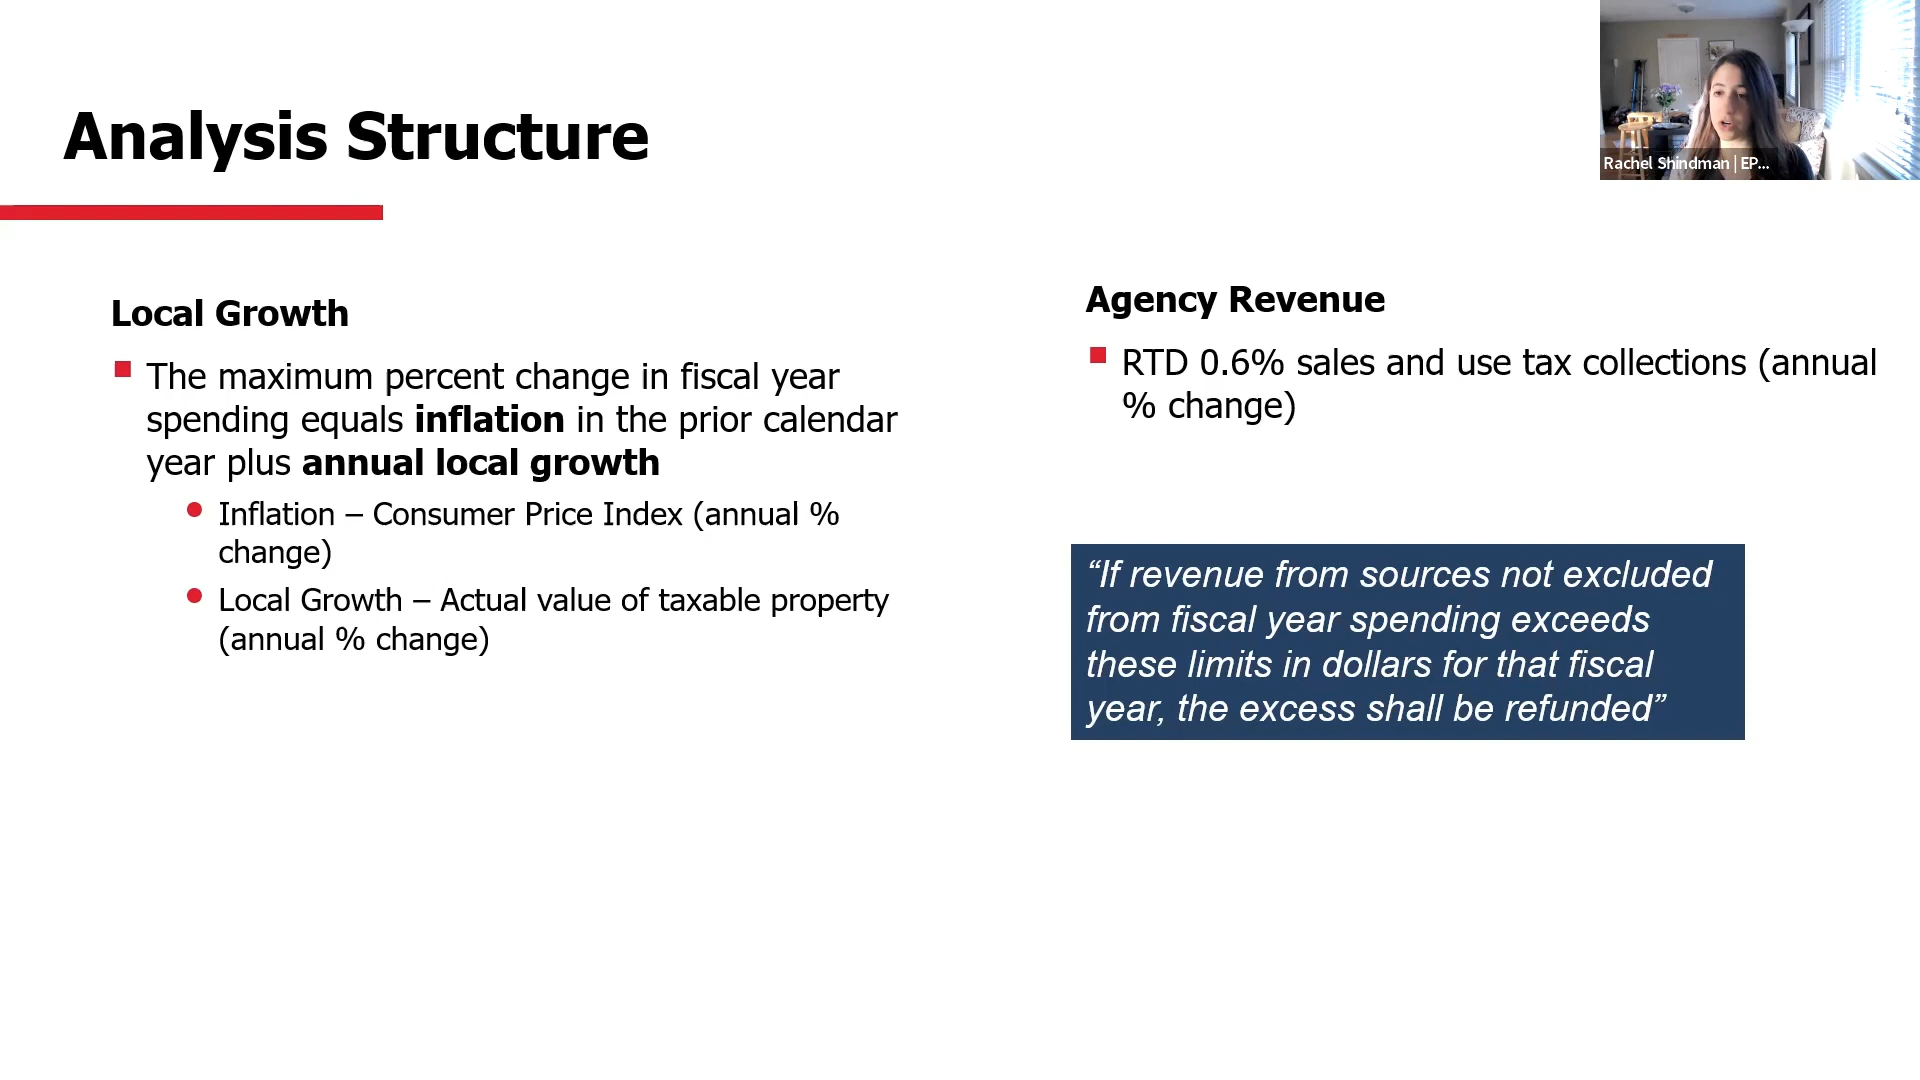 Analysis Structure
Rachel Shindman | EP...
Local Growth
The maximum percent change in fiscal year
spending equals inflation in the prior calendar
year plus annual local growth
Inflation – Consumer Price Index (annual %
change)
Local Growth – Actual value of taxable property
(annual % change)
Agency Revenue
RTD 0.6% sales and use tax collections (annual
% change)
“If revenue from sources not excluded
from fiscal year spending exceeds
these limits in dollars for that fiscal
year, the excess shall be refunded”